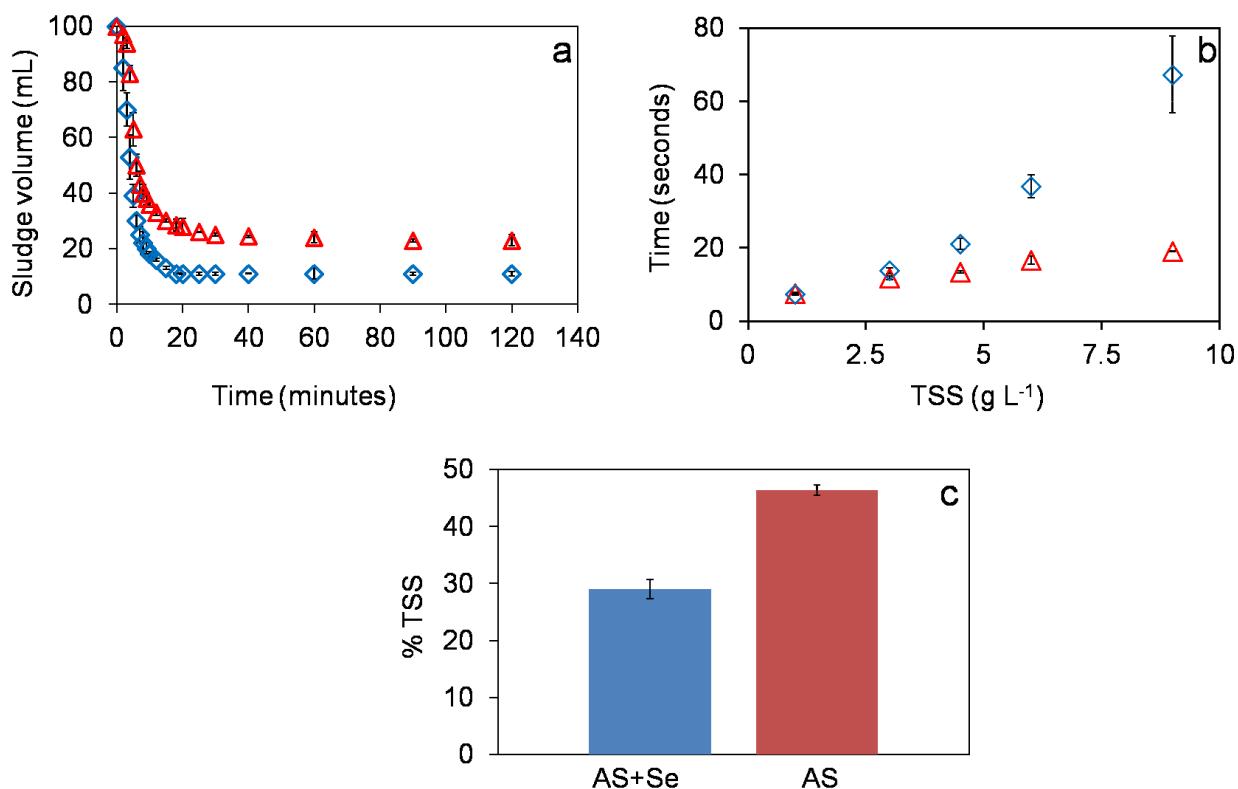 a
100
80
60
40
20
0
Sludge volume (mL)
0 20 40 60 80 100 120 140
Time (minutes)
b
80
60
40
20
0
Time (seconds)
0 2.5 5 7.5 10
TSS (g L⁻¹)
c
50
40
30
20
10
0
% TSS
AS+Se AS